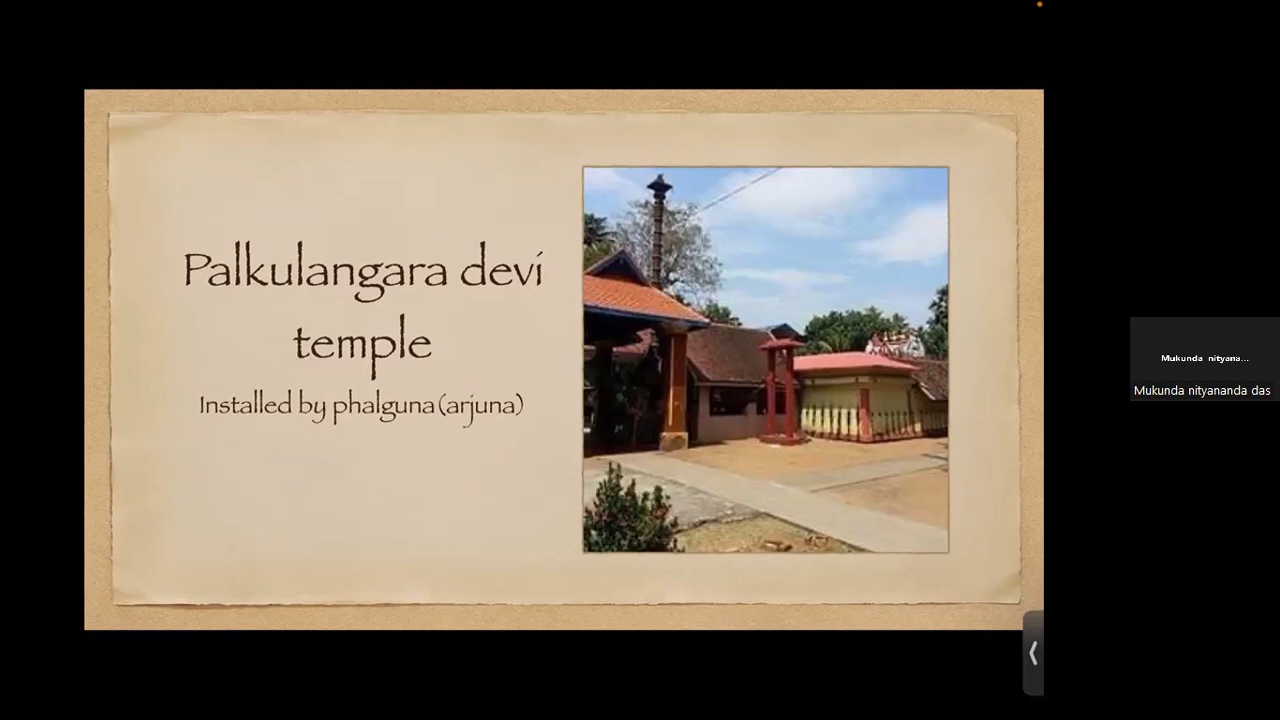 Palkulangara devi
temple
Installed by phalguna(arjuna)
Mukunda nityana...
Mukunda nityananda das